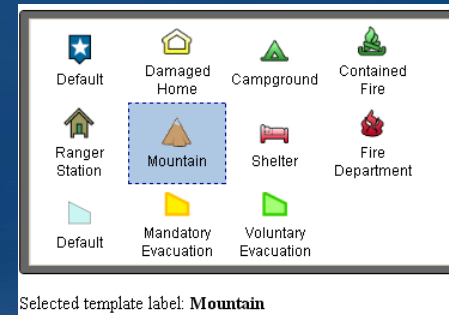 Default
Damaged
Home
Campground
Contained
Fire
Ranger
Station
Mountain
Shelter
Fire
Department
Default
Mandatory
Evacuation
Voluntary
Evacuation
Selected template label: Mountain